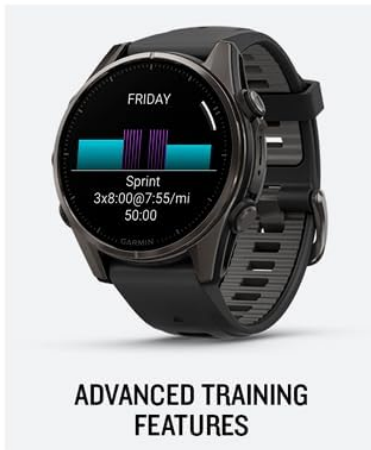 FRIDAY
Sprint
3x8:00@7:55/mi
50:00
GARMIN
ADVANCED TRAINING
FEATURES